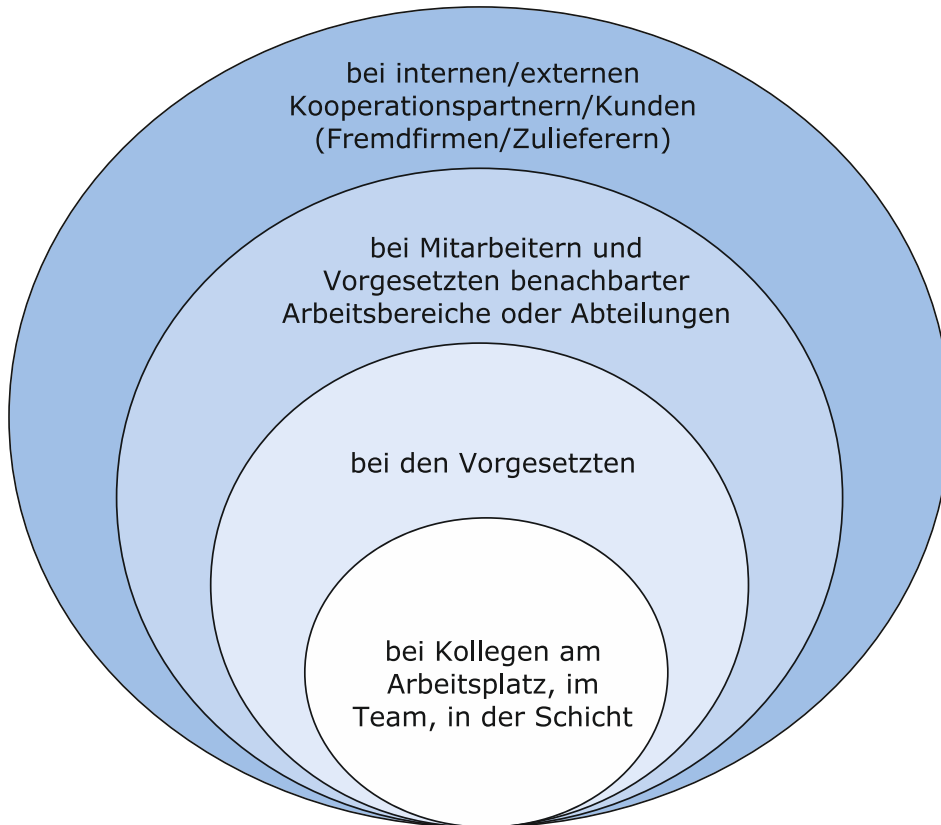 bei internen/externen
Kooperationspartnern/Kunden
(Fremdfirmen/Zulieferern)
bei Mitarbeitern und
Vorgesetzten benachbarter
Arbeitsbereiche oder Abteilungen
bei den Vorgesetzten
bei Kollegen am
Arbeitsplatz, im
Team, in der Schicht